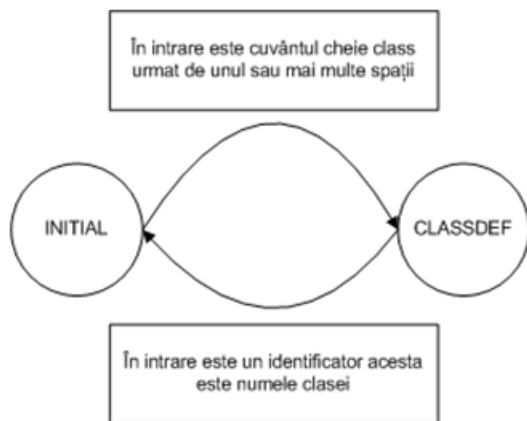 În intrare este cuvântul cheie class
urmat de unul sau mai multe spații
INITIAL
CLASSDEF
În intrare este un identificator acesta
este numele clasei